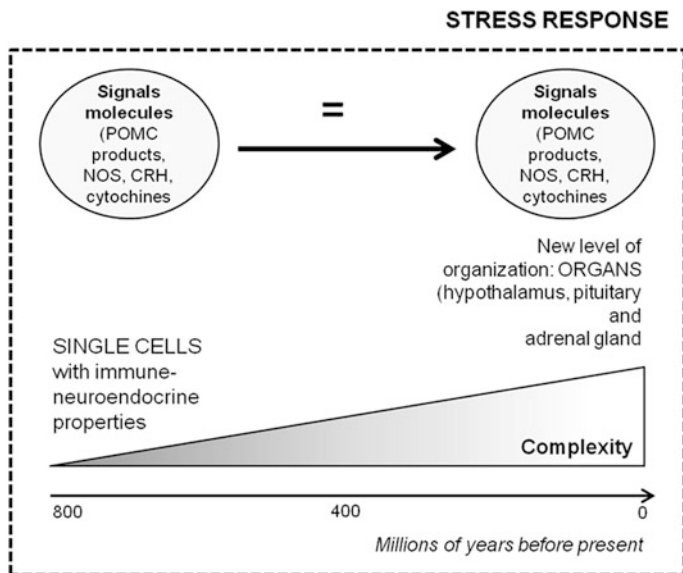 STRESS RESPONSE
Signals
molecules
(POMC
products,
NOS, CRH,
cytochines
=
Signals
molecules
(POMC
products,
NOS, CRH,
cytochines
New level of
organization: ORGANS
(hypothalamus, pituitary
and
adrenal gland
SINGLE CELLS
with immune-
neuroendocrine
properties
Complexity
800 400 0
Millions of years before present